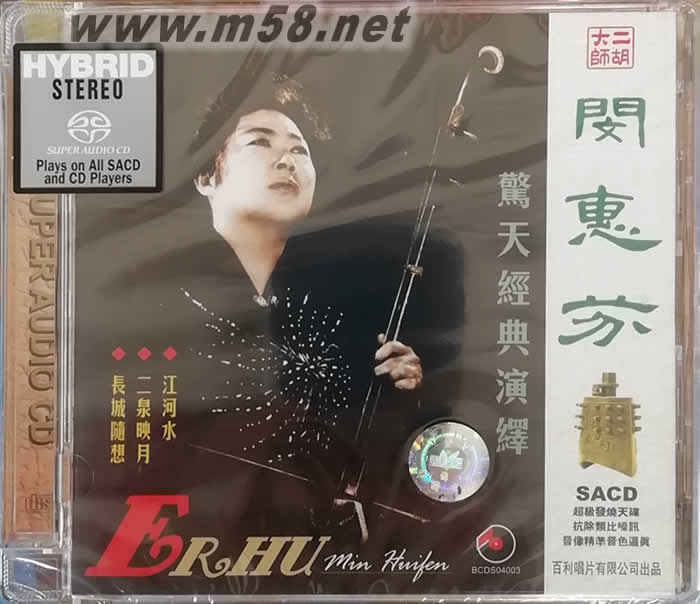 www.m58.net
HYBRID
STEREO
SUPER AUDIO CD
Plays on All SACD
and CD Players
二胡
大師
閔惠芬
驚天經典演繹
江河水
二泉映月
長城隨想
SUPER AUDIO CD
ERHU
Min Huifen
BCDS04003
SACD
超級發燒天碟
抗除類比噪訊
音像精準音色逼眞
百利唱片有限公司出品